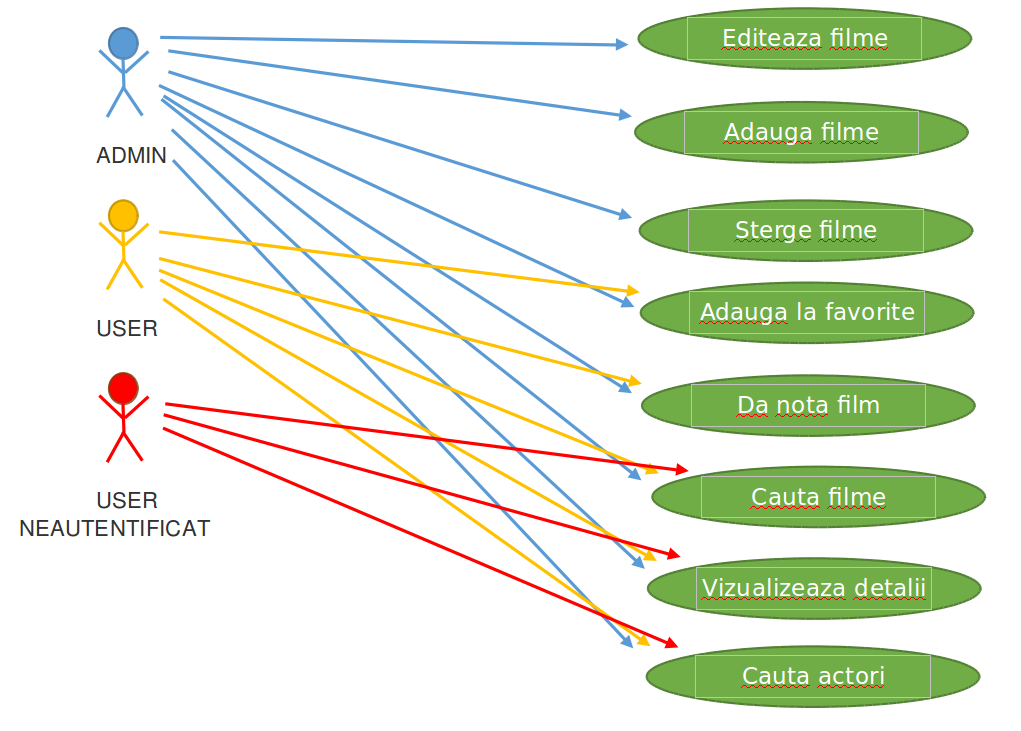 Editeaza filme
Adauga filme
ADMIN
Sterge filme
Adauga la favorite
USER
Da nota film
Cauta filme
USER
NEAUTENTIFICAT
Vizualizeaza detalii
Cauta actori